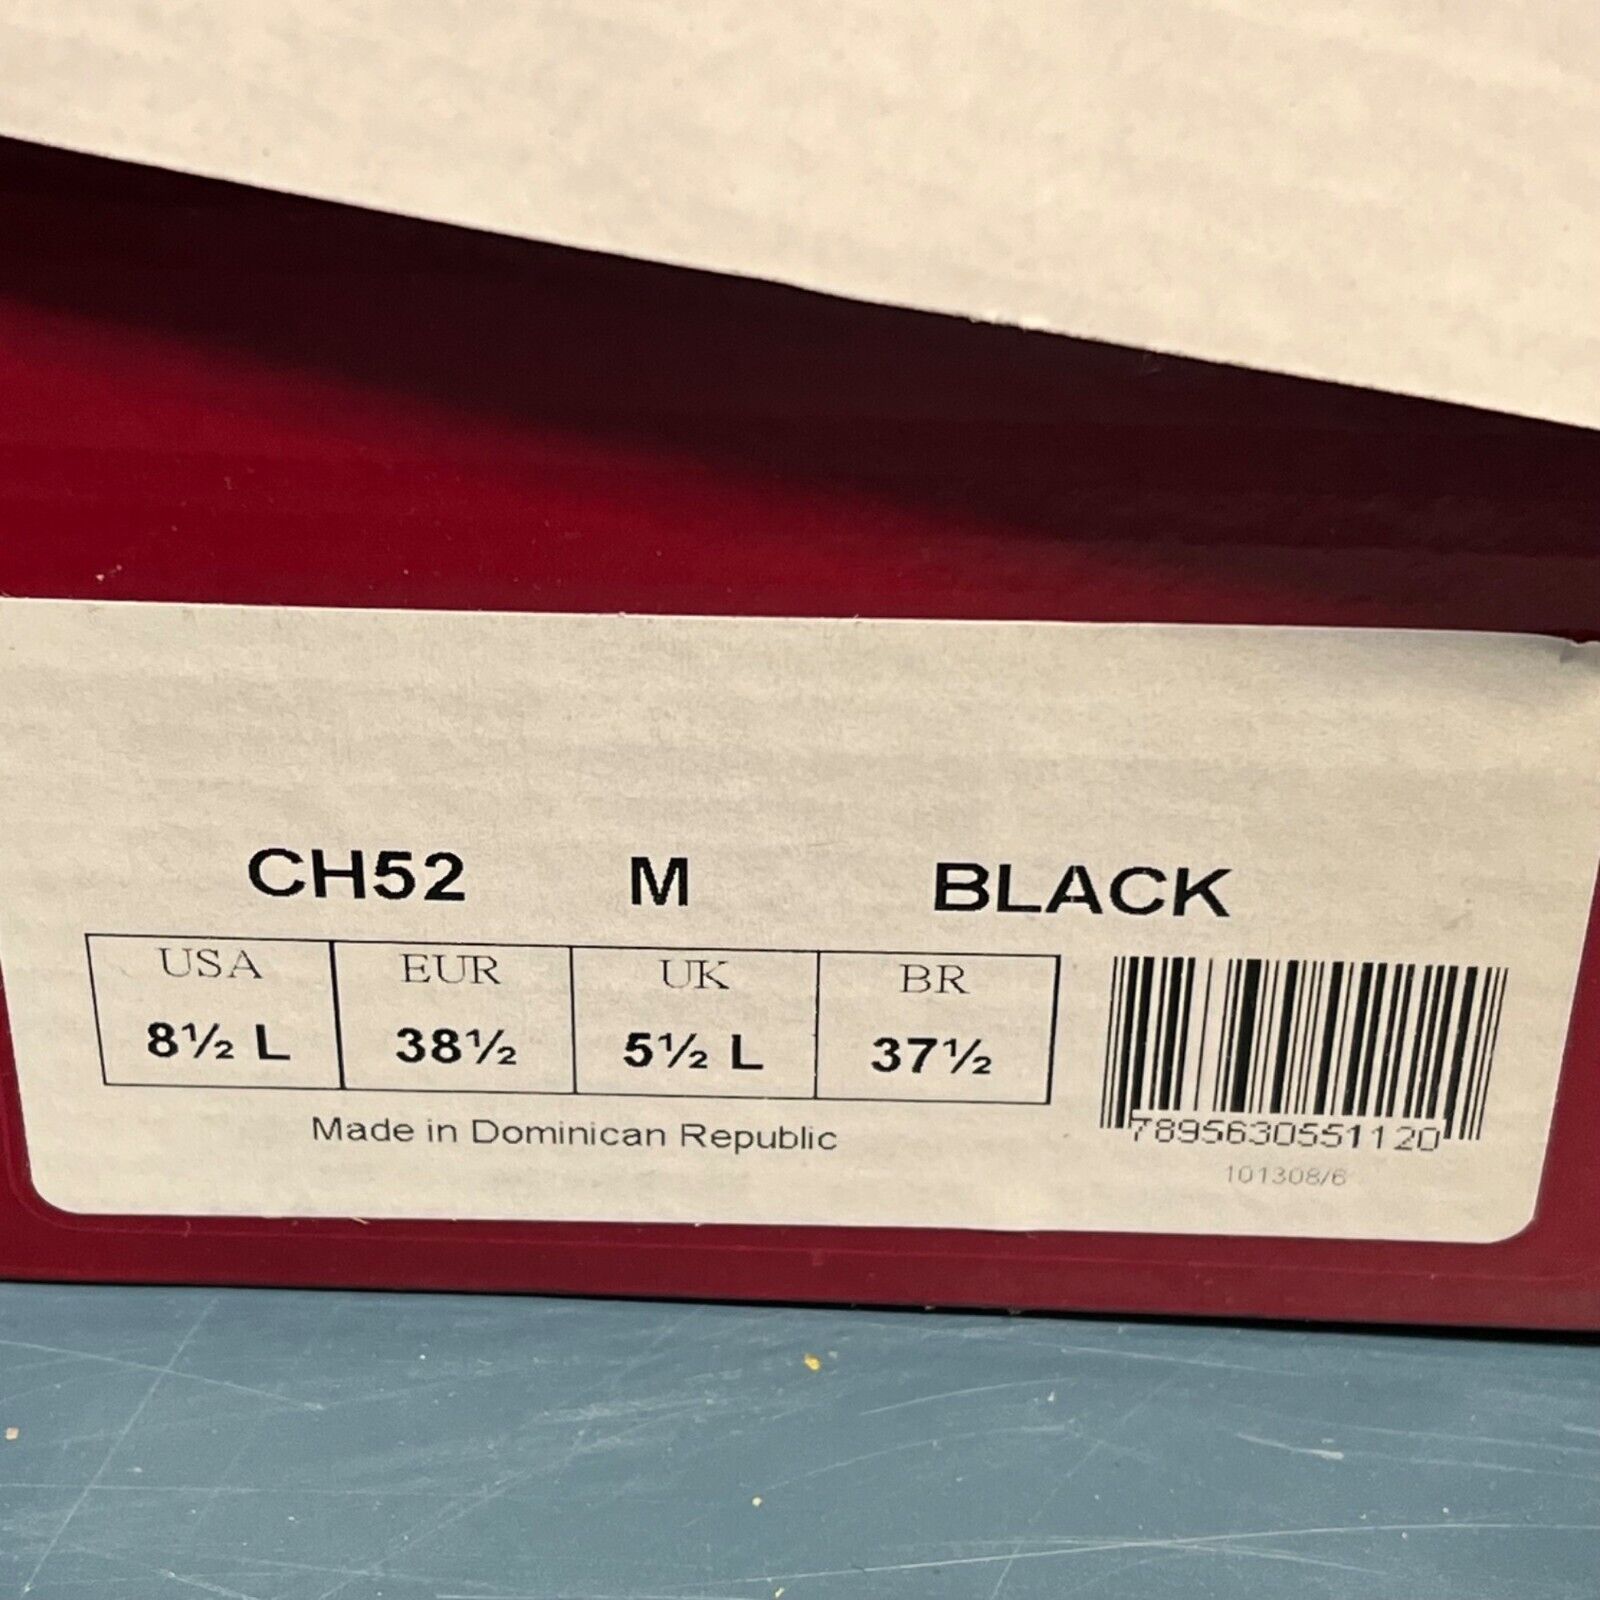 CH52 M BLACK
USA EUR UK BR
8½ L 38½ 5½ L 37½
Made in Dominican Republic
7895630551120
101308/6